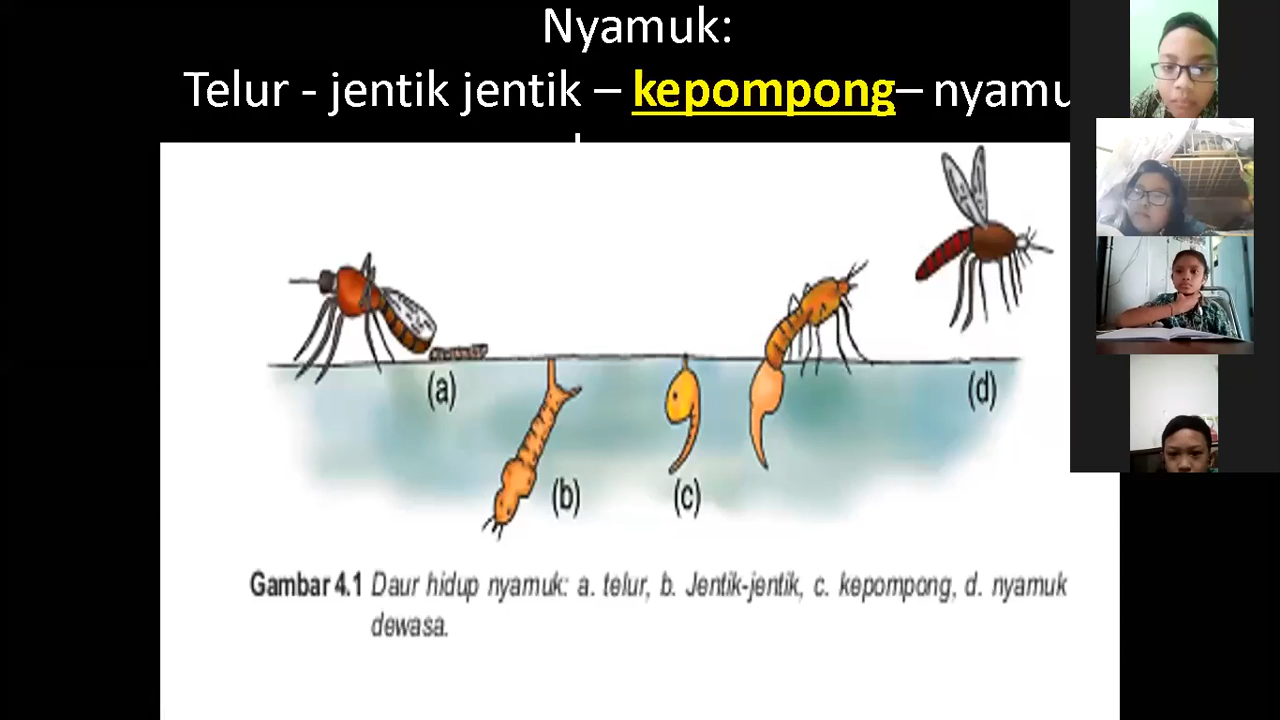 Nyamuk:
Telur - jentik jentik – kepompong– nyamu
(a)
(b)
(c)
(d)
Gambar 4.1 Daur hidup nyamuk: a. telur, b. Jentik-jentik, c. kepompong, d. nyamuk
dewasa.